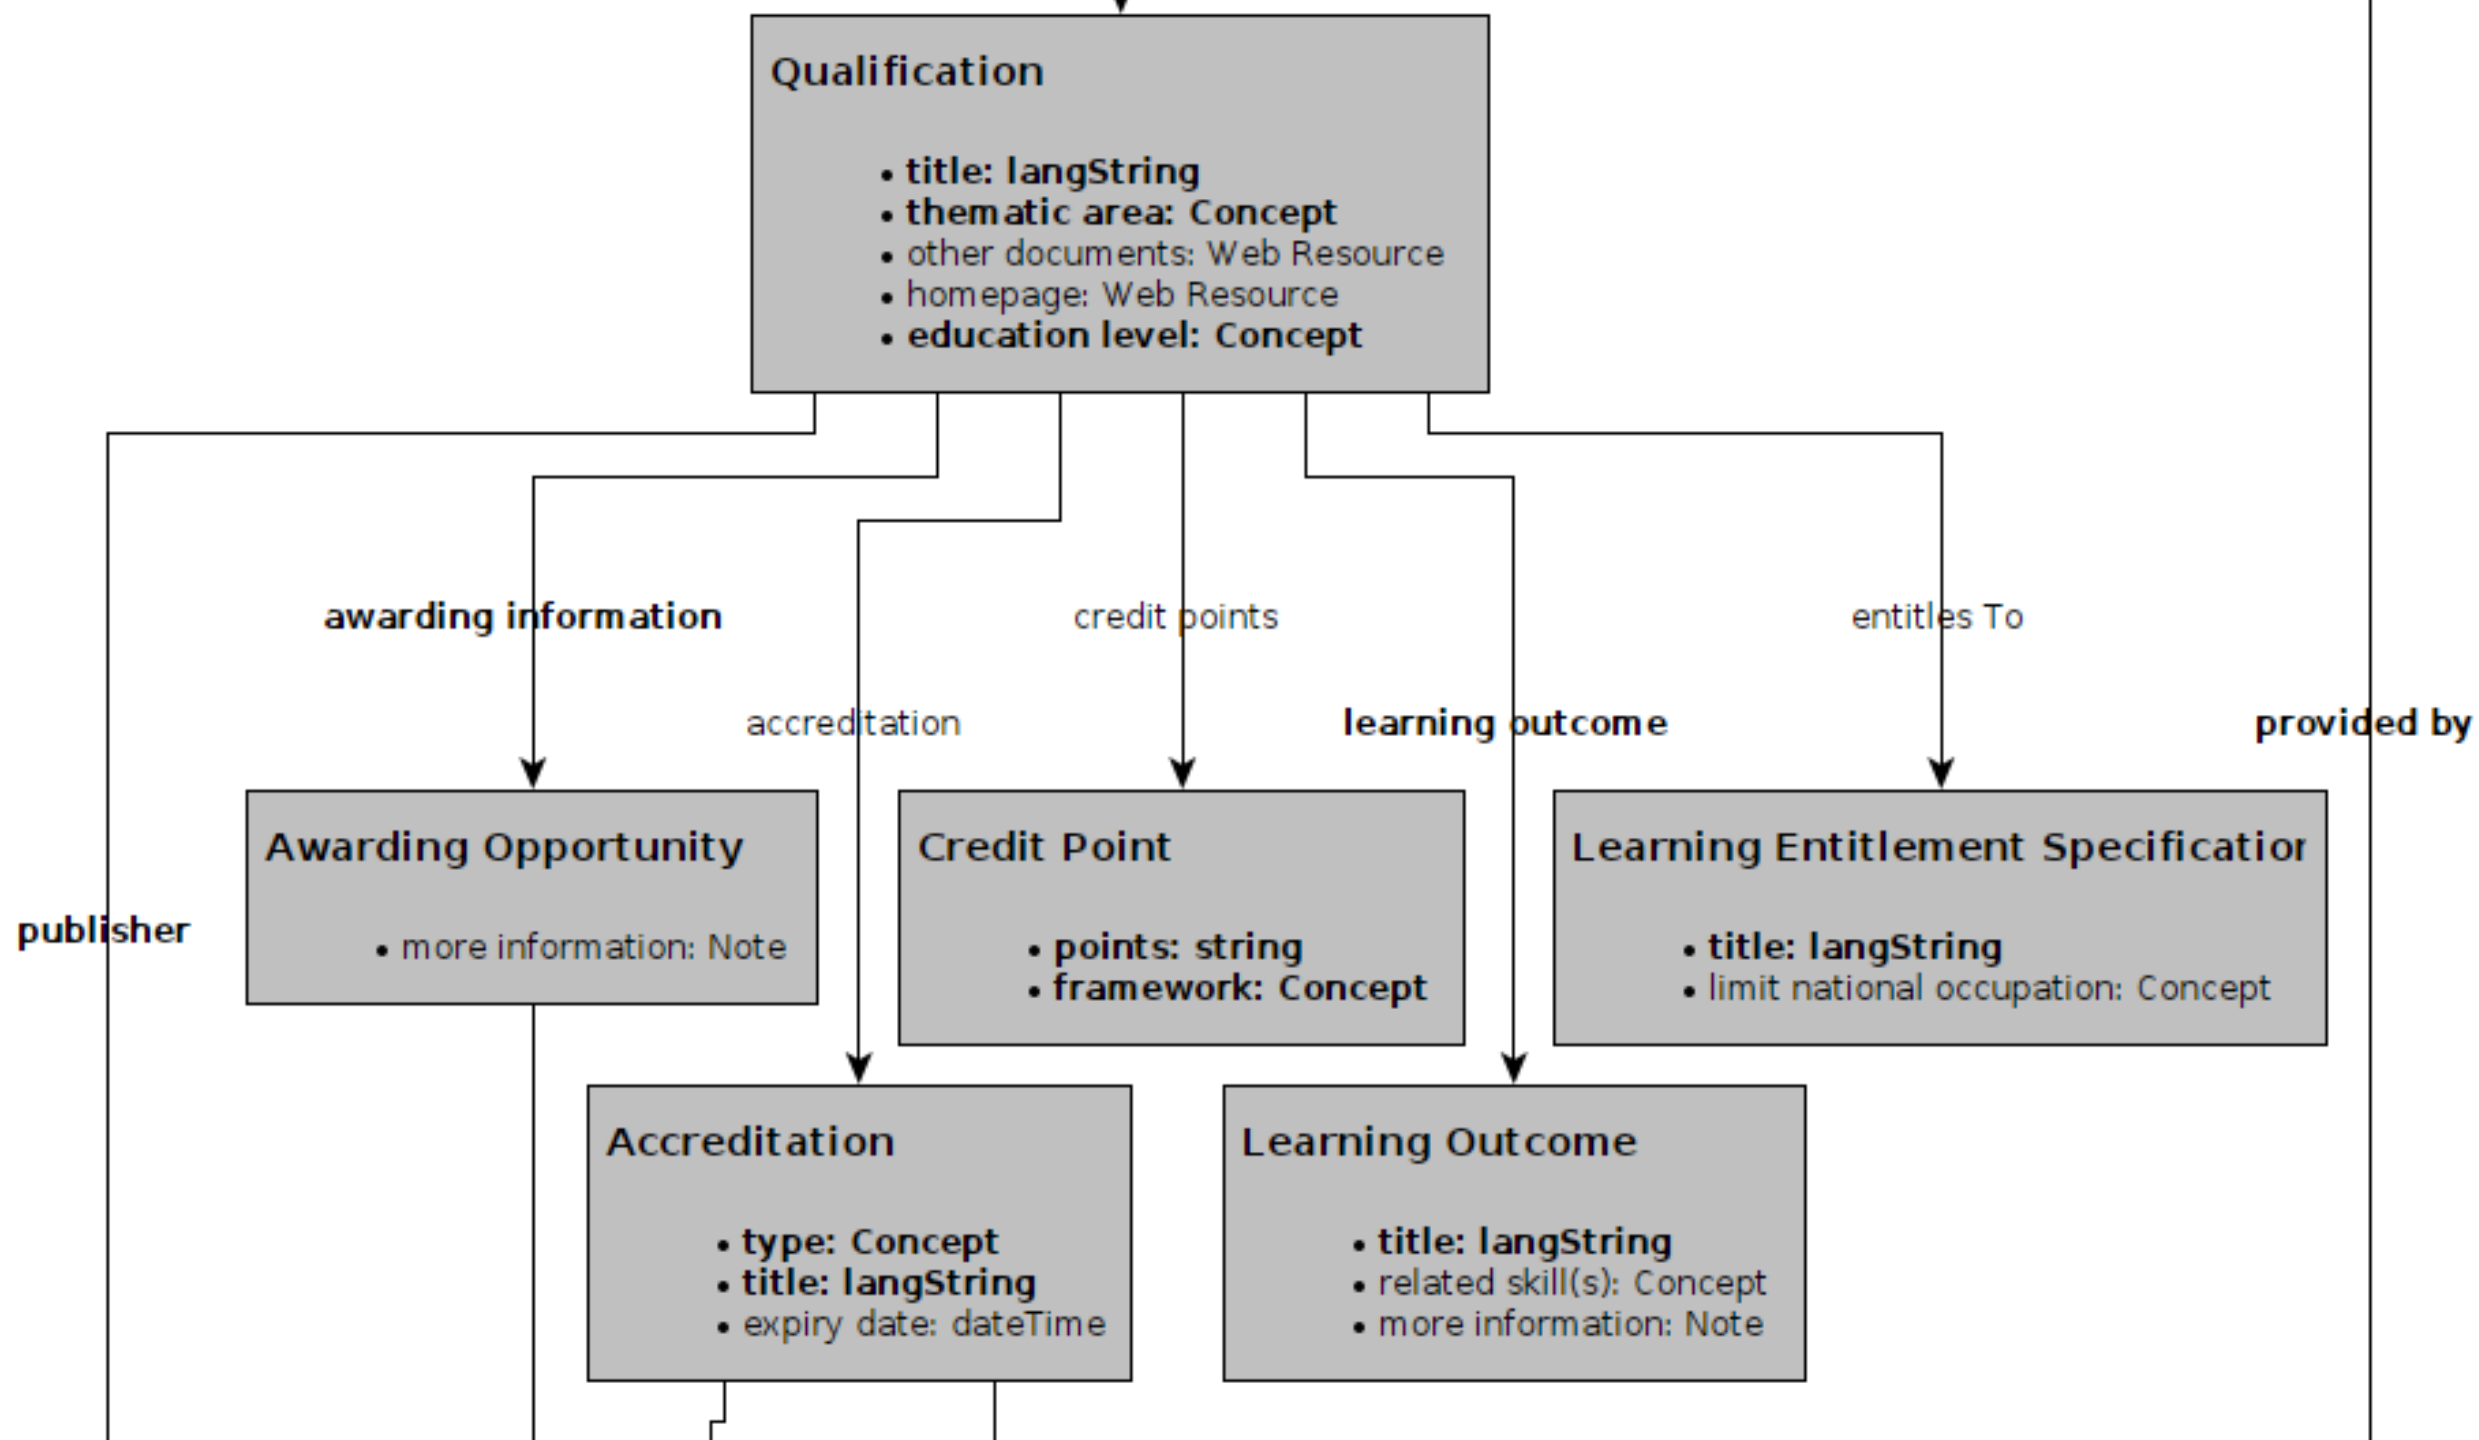 Qualification
• title: langString
• thematic area: Concept
• other documents: Web Resource
• homepage: Web Resource
• education level: Concept
awarding information
credit points
entitles To
accreditation
learning outcome
provided by
Awarding Opportunity
• more information: Note
Credit Point
• points: string
• framework: Concept
Learning Entitlement Specification
• title: langString
• limit national occupation: Concept
publisher
Accreditation
• type: Concept
• title: langString
• expiry date: dateTime
Learning Outcome
• title: langString
• related skill(s): Concept
• more information: Note